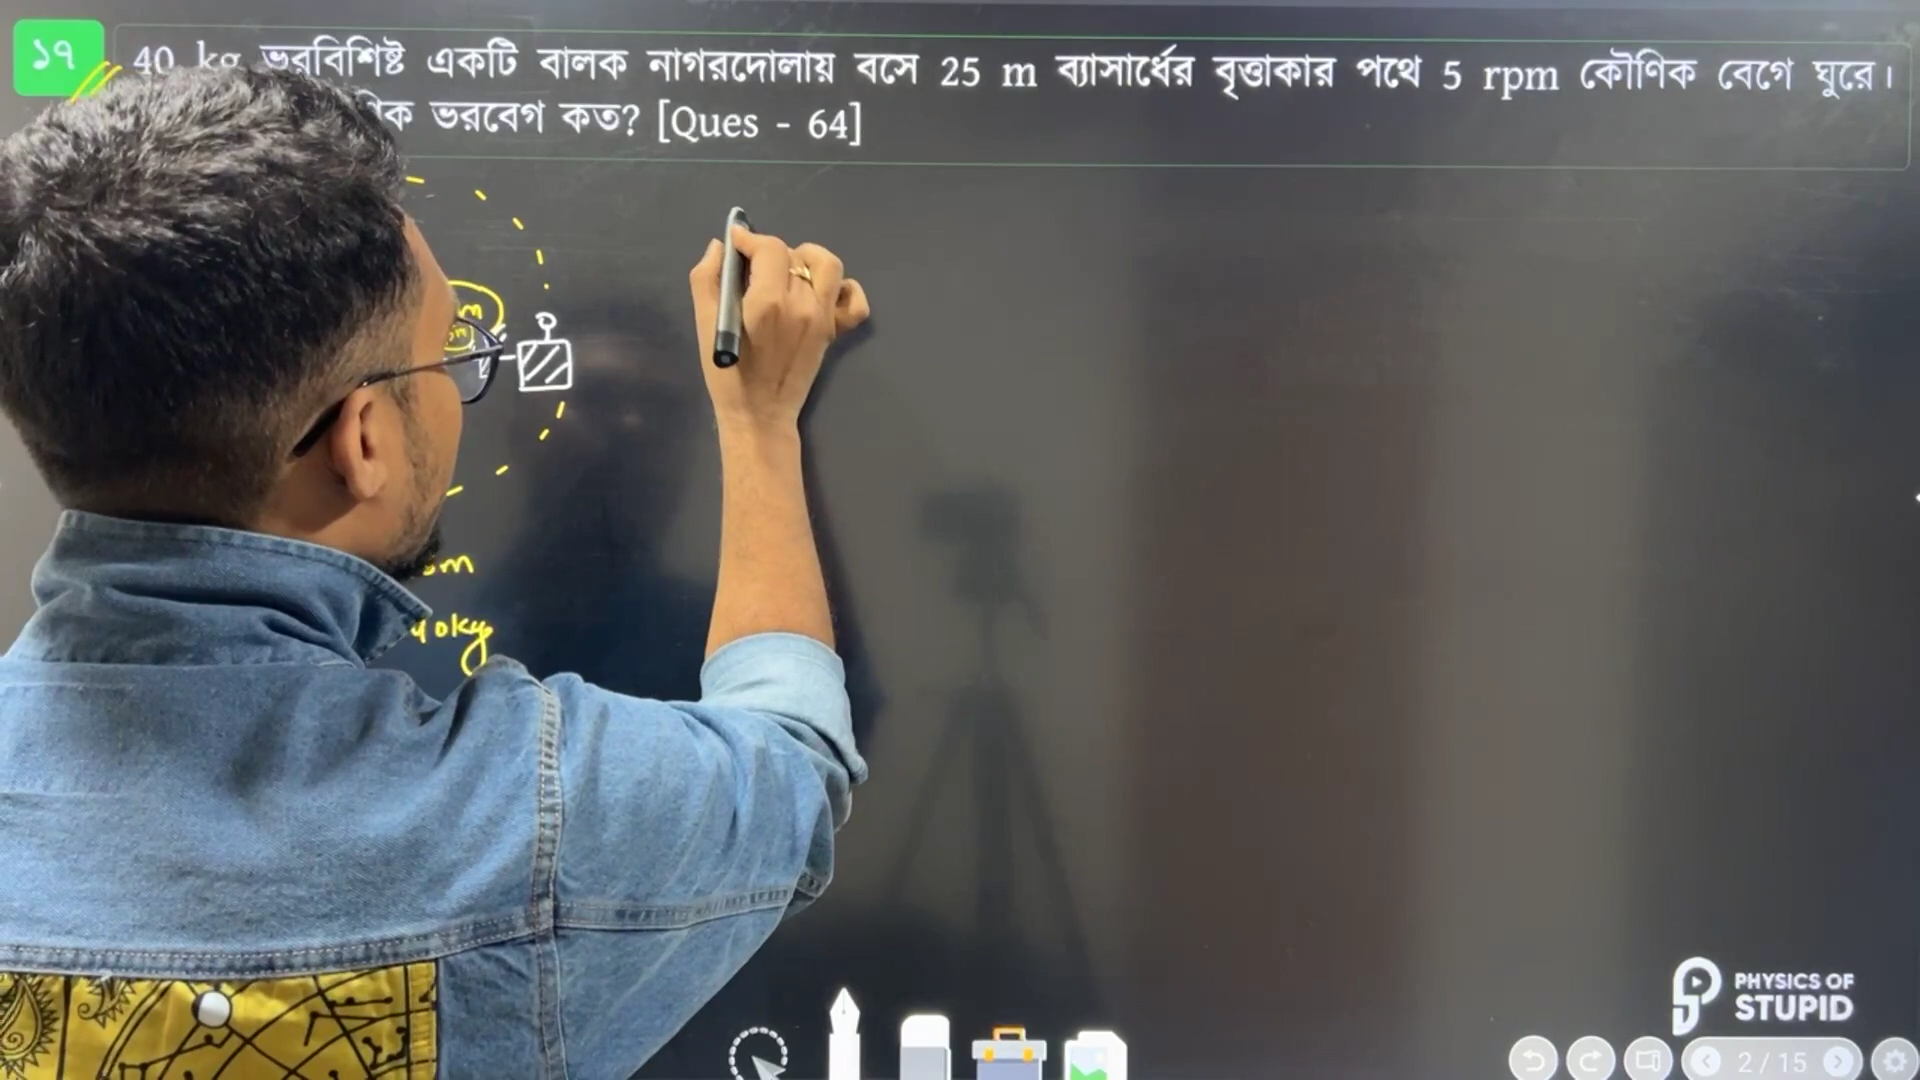 ১৭
40 kg ভরবিশিষ্ট একটি বালক নাগরদোলায় বসে 25 m ব্যাসার্ধের বৃত্তাকার পথে 5 rpm কৌণিক বেগে ঘুরে।
ভরবেগ কত? [Ques - 64]
m
40kg
PHYSICS OF
STUPID
2 / 15